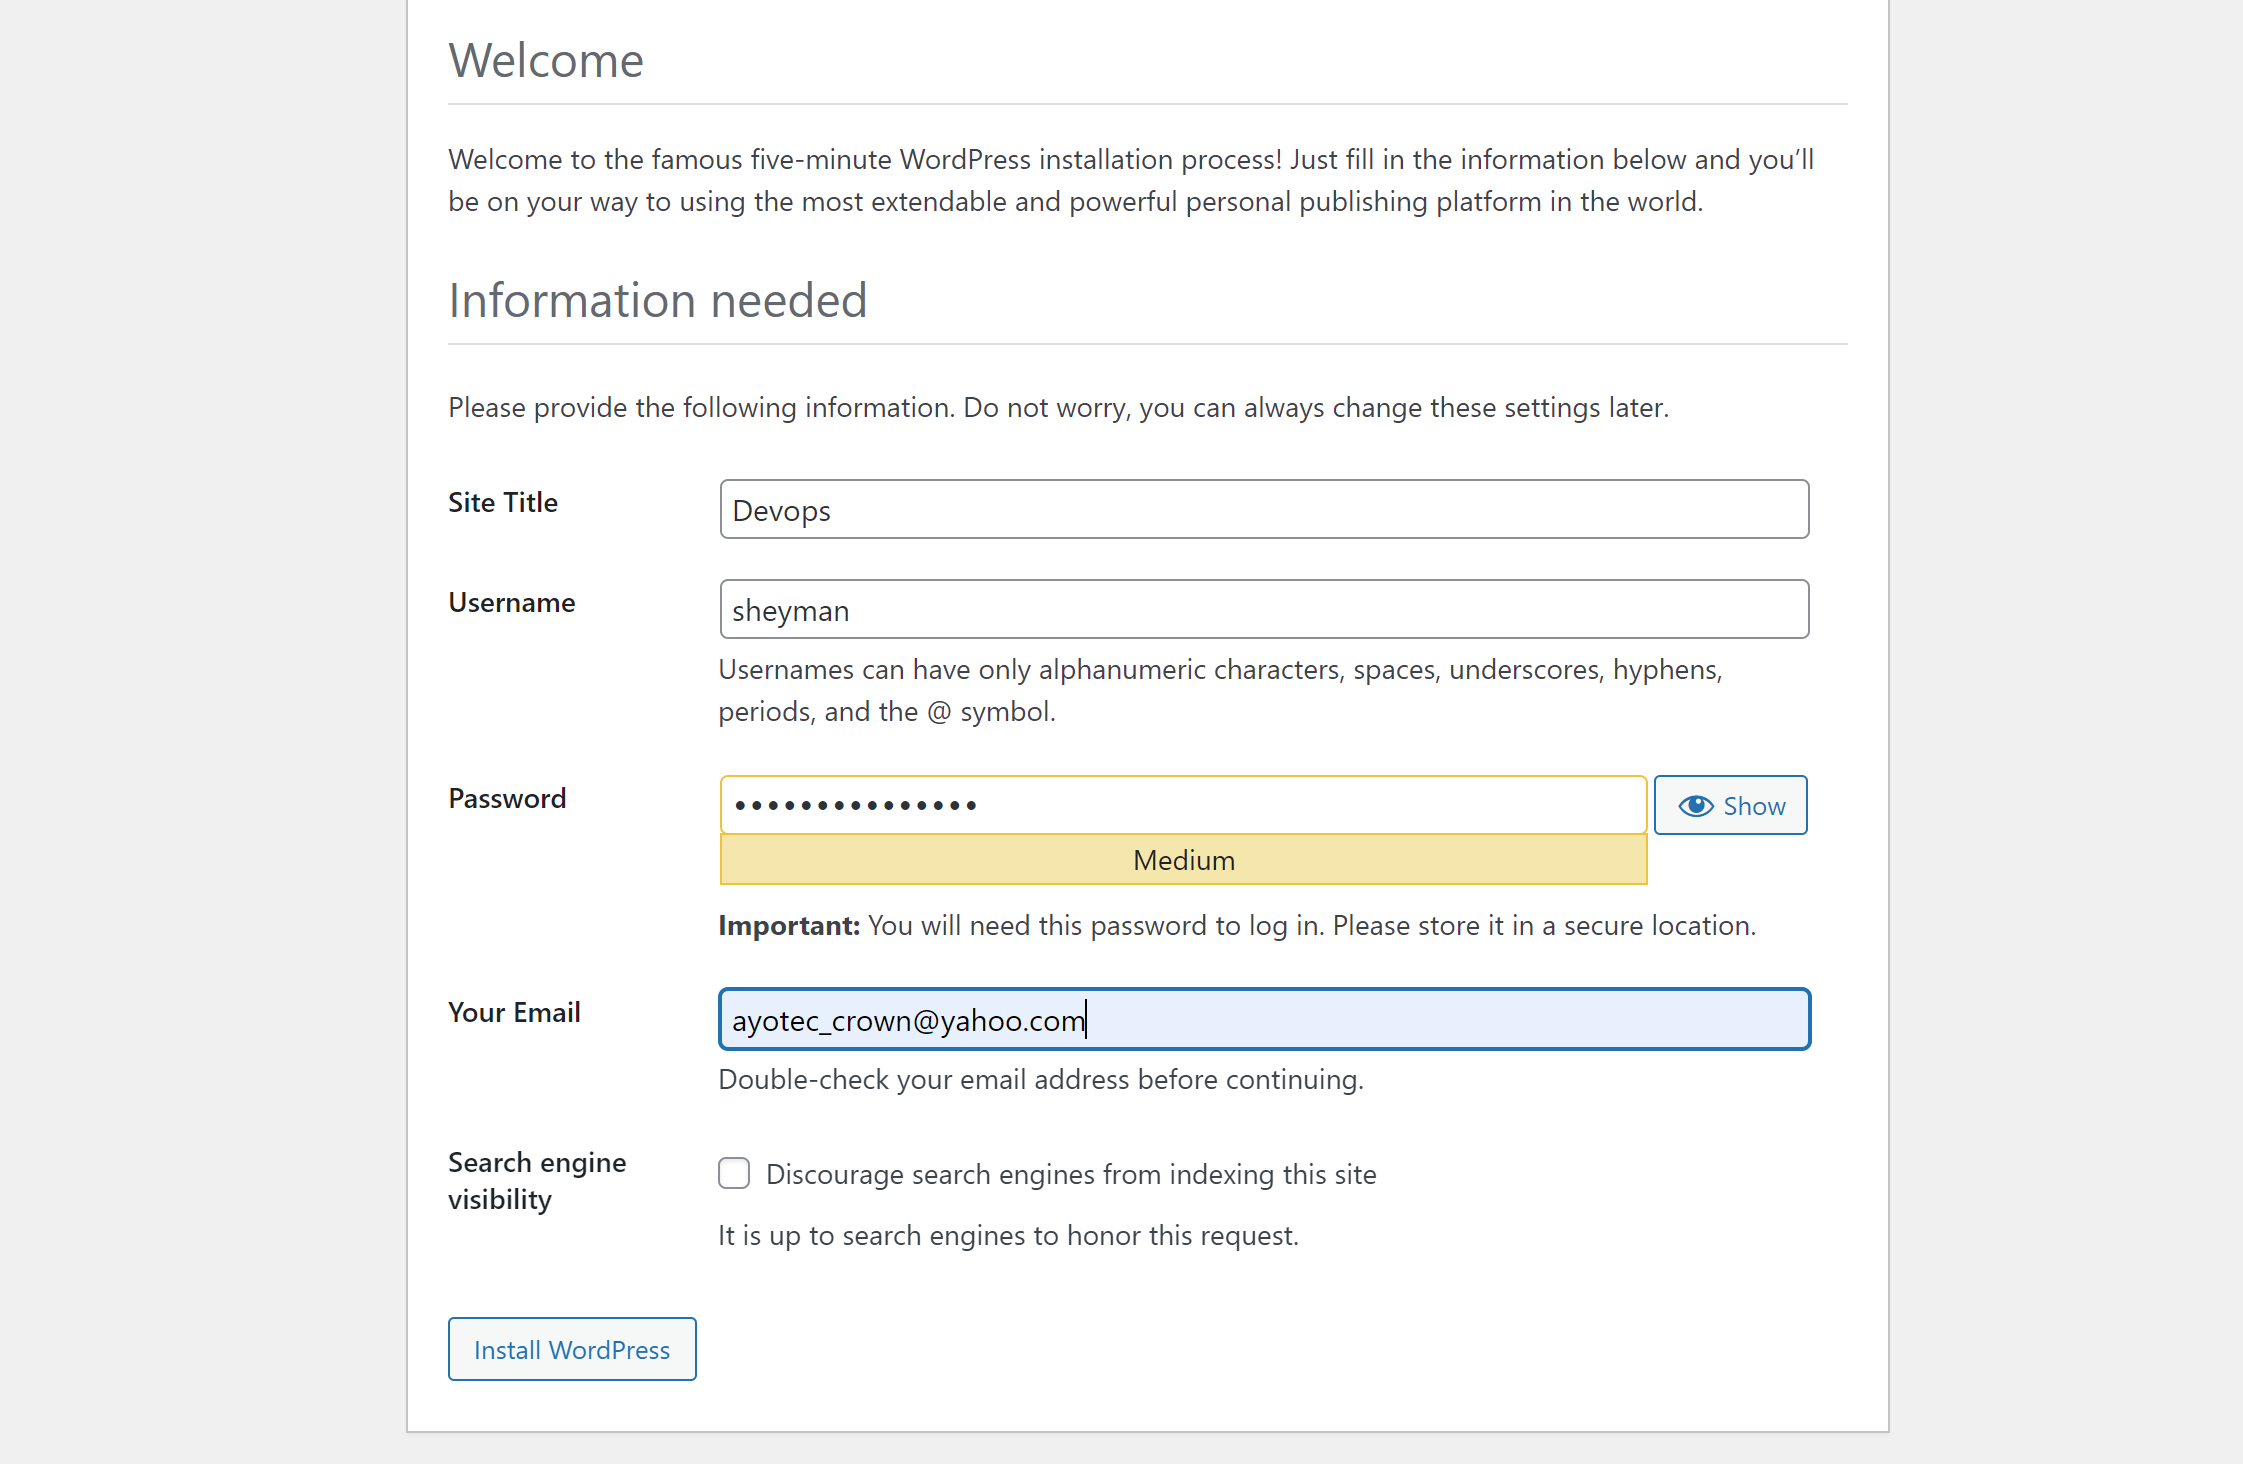 Welcome
Welcome to the famous five-minute WordPress installation process! Just fill in the information below and you’ll
be on your way to using the most extendable and powerful personal publishing platform in the world.
Information needed
Please provide the following information. Do not worry, you can always change these settings later.
Site Title
Devops
Username
sheyman
Usernames can have only alphanumeric characters, spaces, underscores, hyphens,
periods, and the @ symbol.
Password
•••••••••••••••
Show
Medium
Important: You will need this password to log in. Please store it in a secure location.
Your Email
ayotec_crown@yahoo.com
Double-check your email address before continuing.
Search engine
visibility
Discourage search engines from indexing this site
It is up to search engines to honor this request.
Install WordPress